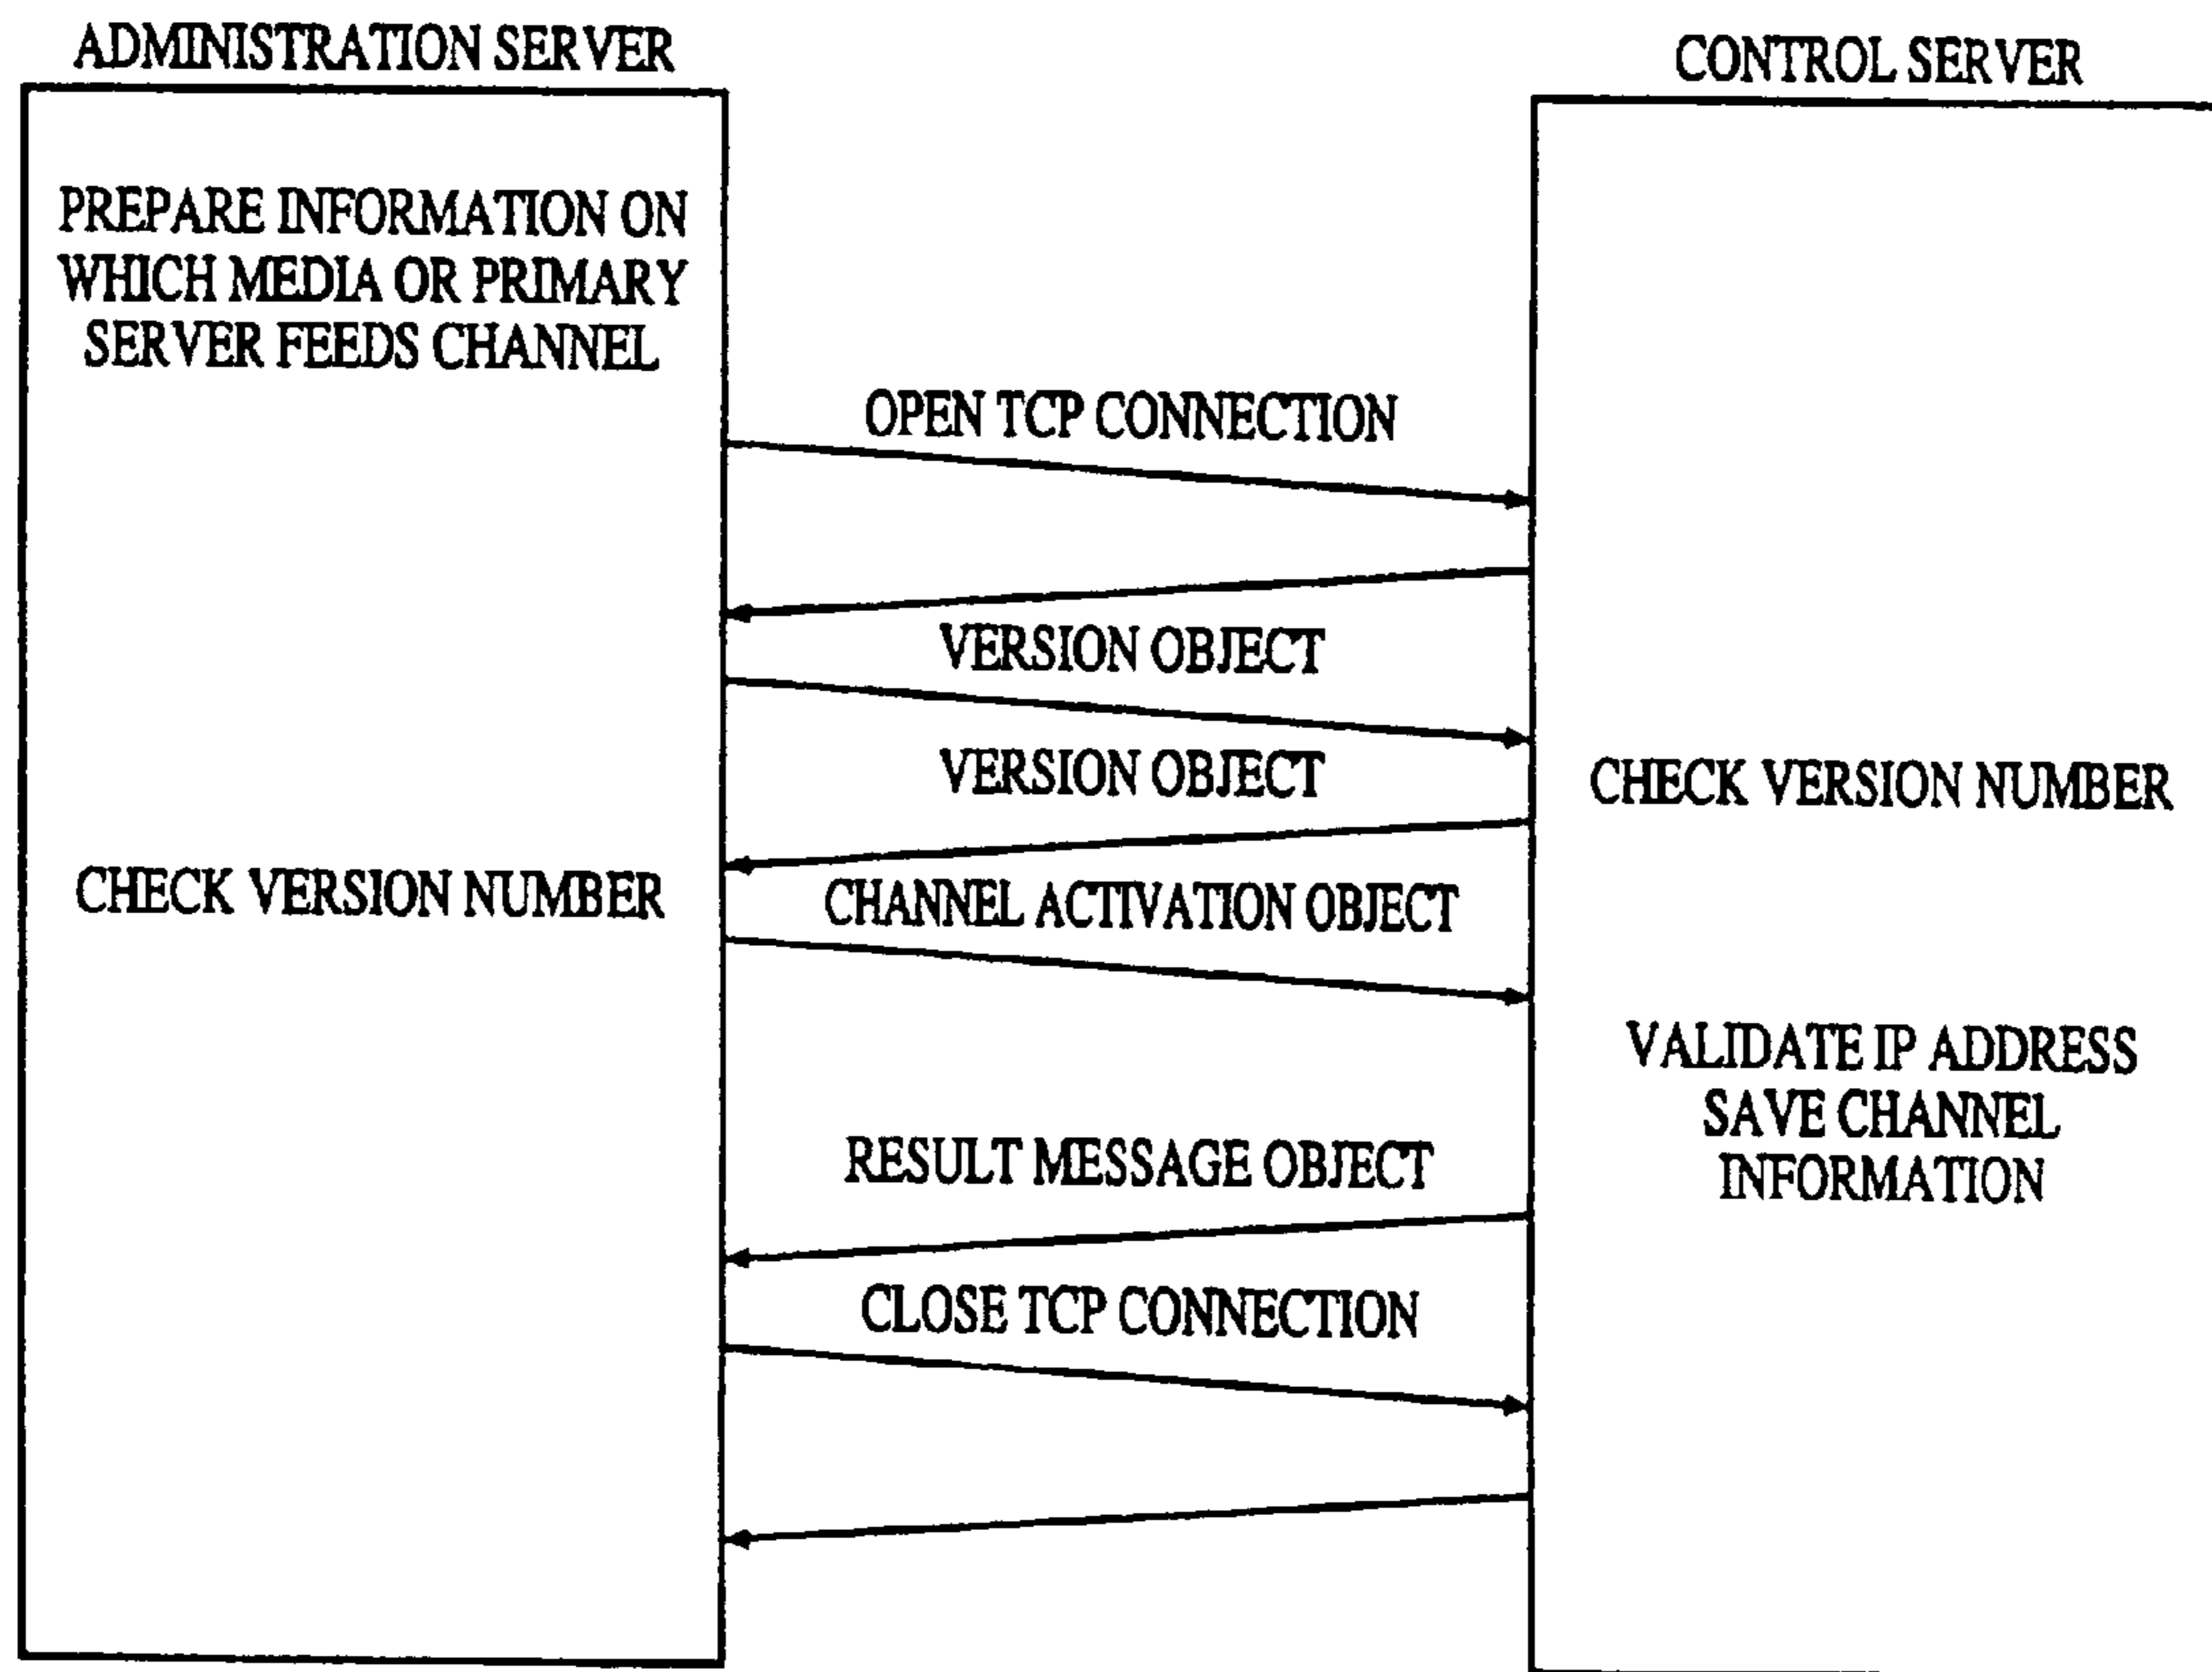 ADMINISTRATION SERVER
CONTROL SERVER
PREPARE INFORMATION ON
WHICH MEDIA OR PRIMARY
SERVER FEEDS CHANNEL
OPEN TCP CONNECTION
VERSION OBJECT
VERSION OBJECT
CHECK VERSION NUMBER
CHECK VERSION NUMBER
CHANNEL ACTIVATION OBJECT
VALIDATE IP ADDRESS
SAVE CHANNEL
INFORMATION
RESULT MESSAGE OBJECT
CLOSE TCP CONNECTION